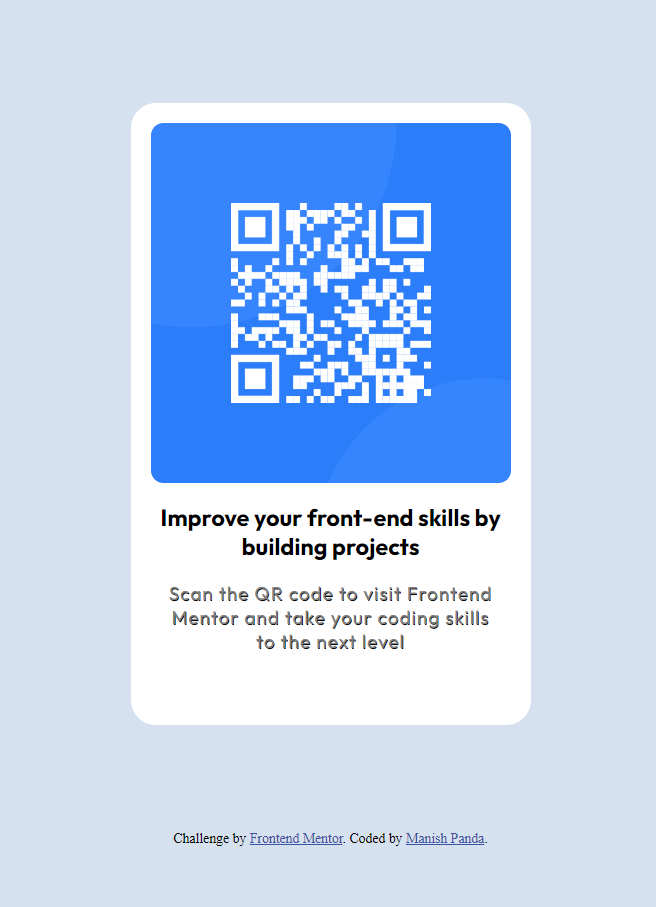 Improve your front-end skills by
building projects
Scan the QR code to visit Frontend
Mentor and take your coding skills
to the next level
Challenge by Frontend Mentor. Coded by Manish Panda.